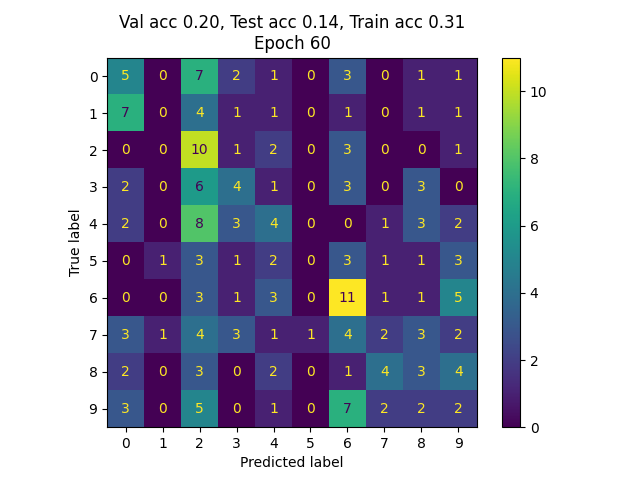 Val acc 0.20, Test acc 0.14, Train acc 0.31
Epoch 60
0 5 0 7 2 1 0 3 0 1 1
1 7 0 4 1 1 0 1 0 1 1
2 0 0 10 1 2 0 3 0 0 1
3 2 0 6 4 1 0 3 0 3 0
4 2 0 8 3 4 0 0 1 3 2
5 0 1 3 1 2 0 3 1 1 3
6 0 0 3 1 3 0 11 1 1 5
7 3 1 4 3 1 1 4 2 3 2
8 2 0 3 0 2 0 1 4 3 4
9 3 0 5 0 1 0 7 2 2 2
0 1 2 3 4 5 6 7 8 9
Predicted label
True label
10
8
6
4
2
0